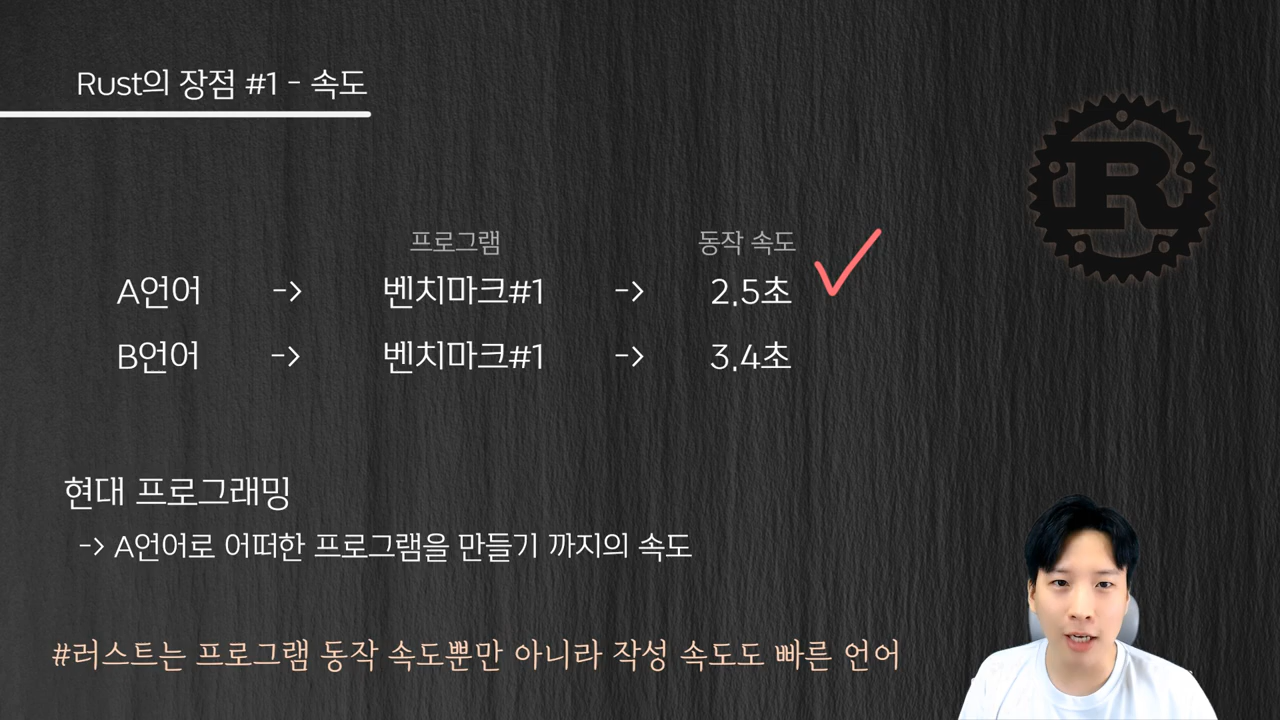 Rust의 장점 #1 - 속도
R
프로그램 동작 속도
A언어 -> 벤치마크#1 -> 2.5초
B언어 -> 벤치마크#1 -> 3.4초
현대 프로그래밍
-> A언어로 어떠한 프로그램을 만들기 까지의 속도
#러스트는 프로그램 동작 속도뿐만 아니라 작성 속도도 빠른 언어